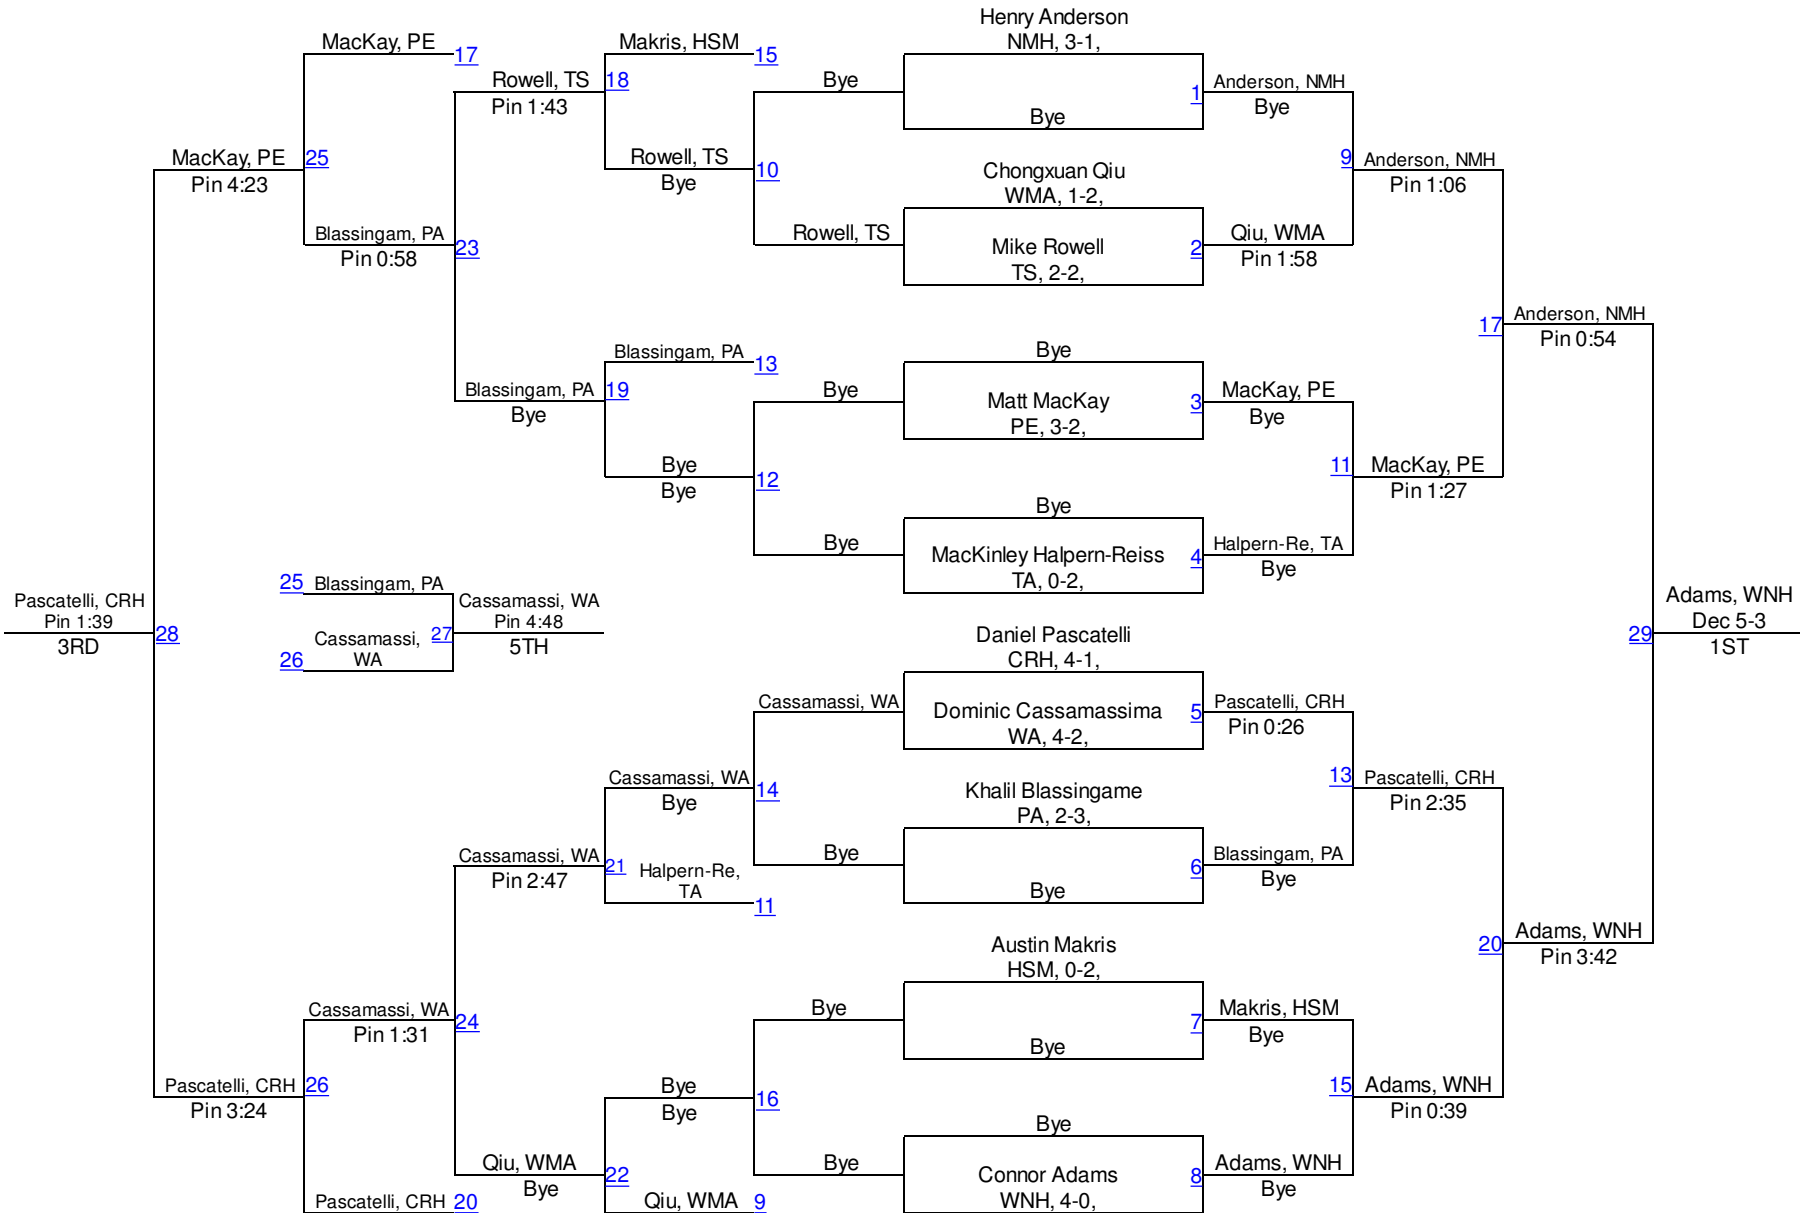 Henry Anderson
NMH, 3-1,
MacKay, PE
17
Makris, HSM
15
Rowell, TS
18
Pin 1:43
Bye
1
Anderson, NMH
Bye
Bye
MacKay, PE
25
Pin 4:23
Rowell, TS
Bye
10
Chongxuan Qiu
WMA, 1-2,
9
Anderson, NMH
Pin 1:06
Blassingam, PA
23
Pin 0:58
Rowell, TS
Mike Rowell
TS, 2-2,
2
Qiu, WMA
Pin 1:58
17
Anderson, NMH
Pin 0:54
Blassingam, PA
13
Bye
Blassingam, PA
19
Bye
Bye
Matt MacKay
PE, 3-2,
3
MacKay, PE
Bye
Bye
Bye
12
11
MacKay, PE
Pin 1:27
Bye
Bye
MacKinley Halpern-Reiss
TA, 0-2,
4
Halpern-Re, TA
Bye
25
Blassingam, PA
Pascatelli, CRH
Pin 1:39
3RD
28
Cassamassi,
WA
26
27
Cassamassi, WA
Pin 4:48
5TH
29
Adams, WNH
Dec 5-3
1ST
Daniel Pascatelli
CRH, 4-1,
Cassamassi, WA
Dominic Cassamassima
WA, 4-2,
5
Pascatelli, CRH
Pin 0:26
Cassamassi, WA
Bye
14
Khalil Blassingame
PA, 2-3,
13
Pascatelli, CRH
Pin 2:35
Cassamassi, WA
Pin 2:47
21
Halpern-Re,
TA
11
Bye
Bye
6
Blassingam, PA
Bye
Austin Makris
HSM, 0-2,
20
Adams, WNH
Pin 3:42
Cassamassi, WA
Pin 1:31
24
Bye
Bye
7
Makris, HSM
Bye
Pascatelli, CRH
26
Pin 3:24
Bye
Bye
16
15
Adams, WNH
Pin 0:39
Bye
Qiu, WMA
Bye
22
Bye
Connor Adams
WNH, 4-0,
8
Adams, WNH
Bye
Pascatelli, CRH
20
Qiu, WMA
9